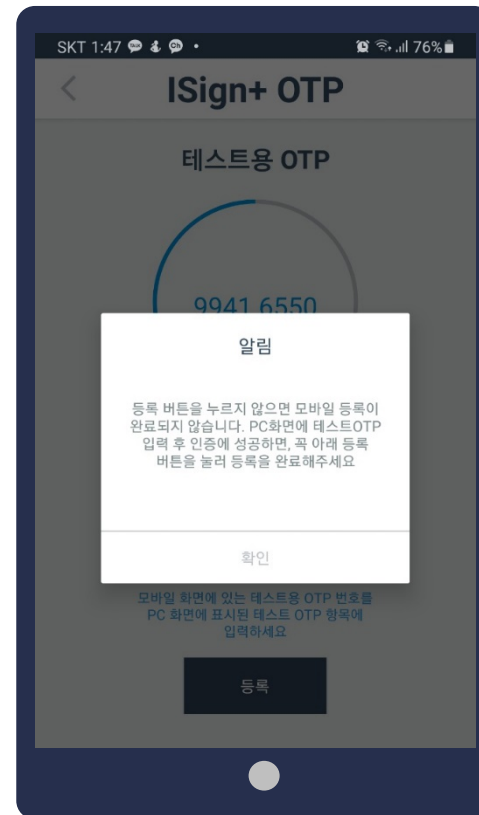 SKT 1:47
76%
ISign+ OTP
테스트용 OTP
9941 6550
알림
등록 버튼을 누르지 않으면 모바일 등록이
완료되지 않습니다. PC화면에 테스트OTP
입력 후 인증에 성공하면, 꼭 아래 등록
버튼을 눌러 등록을 완료해주세요
확인
모바일 화면에 있는 테스트용 OTP 번호를
PC 화면에 표시된 테스트 OTP 항목에
입력하세요
등록